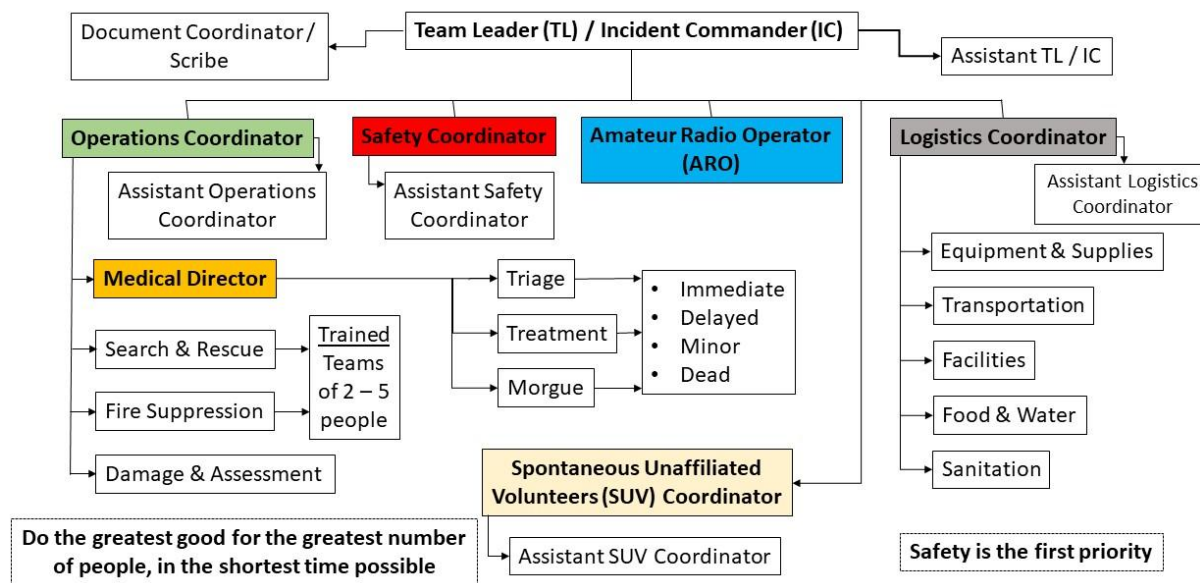 Document Coordinator /
Scribe
Team Leader (TL) / Incident Commander (IC)
Assistant TL / IC
Operations Coordinator
Assistant Operations
Coordinator
Safety Coordinator
Assistant Safety
Coordinator
Amateur Radio Operator
(ARO)
Logistics Coordinator
Assistant Logistics
Coordinator
Medical Director
Search & Rescue
Fire Suppression
Damage & Assessment
Trained
Teams
of 2 – 5
people
Triage
Treatment
Morgue
• Immediate
• Delayed
• Minor
• Dead
Equipment & Supplies
Transportation
Facilities
Food & Water
Sanitation
Spontaneous Unaffiliated
Volunteers (SUV) Coordinator
Assistant SUV Coordinator
Do the greatest good for the greatest number
of people, in the shortest time possible
Safety is the first priority